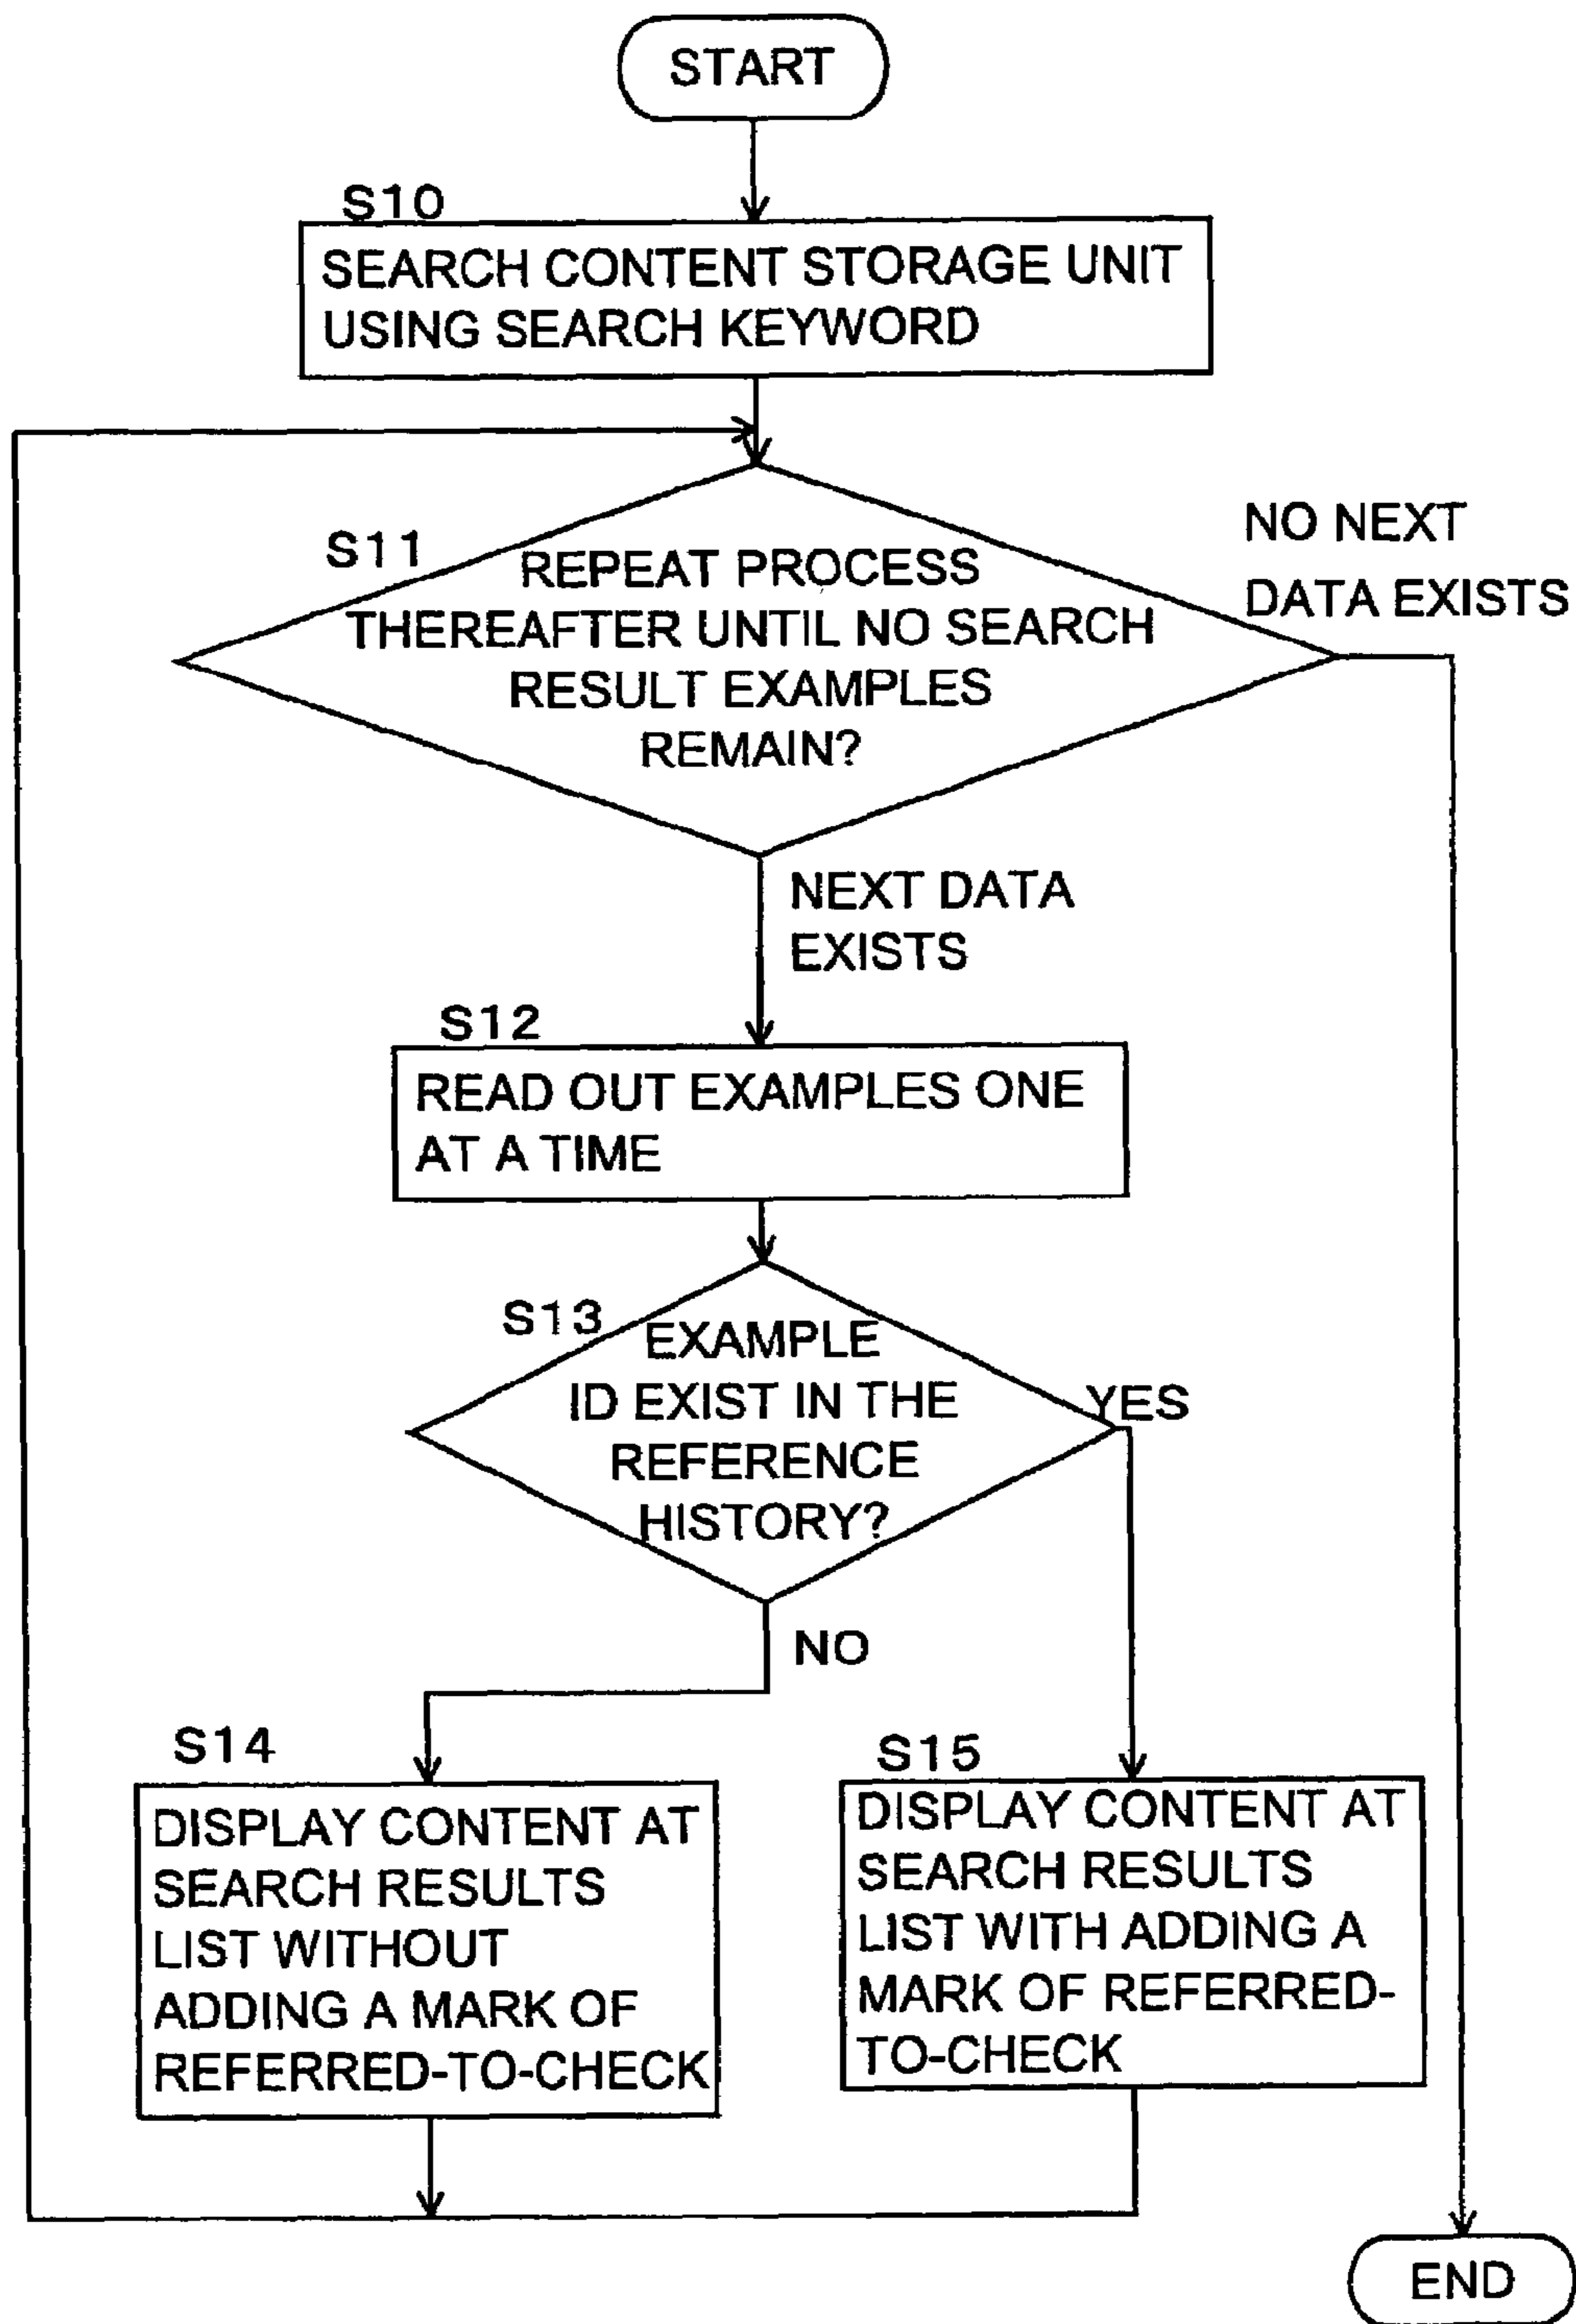 START
S10
SEARCH CONTENT STORAGE UNIT
USING SEARCH KEYWORD
S11
REPEAT PROCESS
THEREAFTER UNTIL NO SEARCH
RESULT EXAMPLES
REMAIN?
NO NEXT
DATA EXISTS
NEXT DATA
EXISTS
S12
READ OUT EXAMPLES ONE
AT A TIME
S13
EXAMPLE
ID EXIST IN THE
REFERENCE
HISTORY?
YES
NO
S14
DISPLAY CONTENT AT
SEARCH RESULTS
LIST WITHOUT
ADDING A MARK OF
REFERRED-TO-CHECK
S15
DISPLAY CONTENT AT
SEARCH RESULTS
LIST WITH ADDING A
MARK OF REFERRED-
TO-CHECK
END